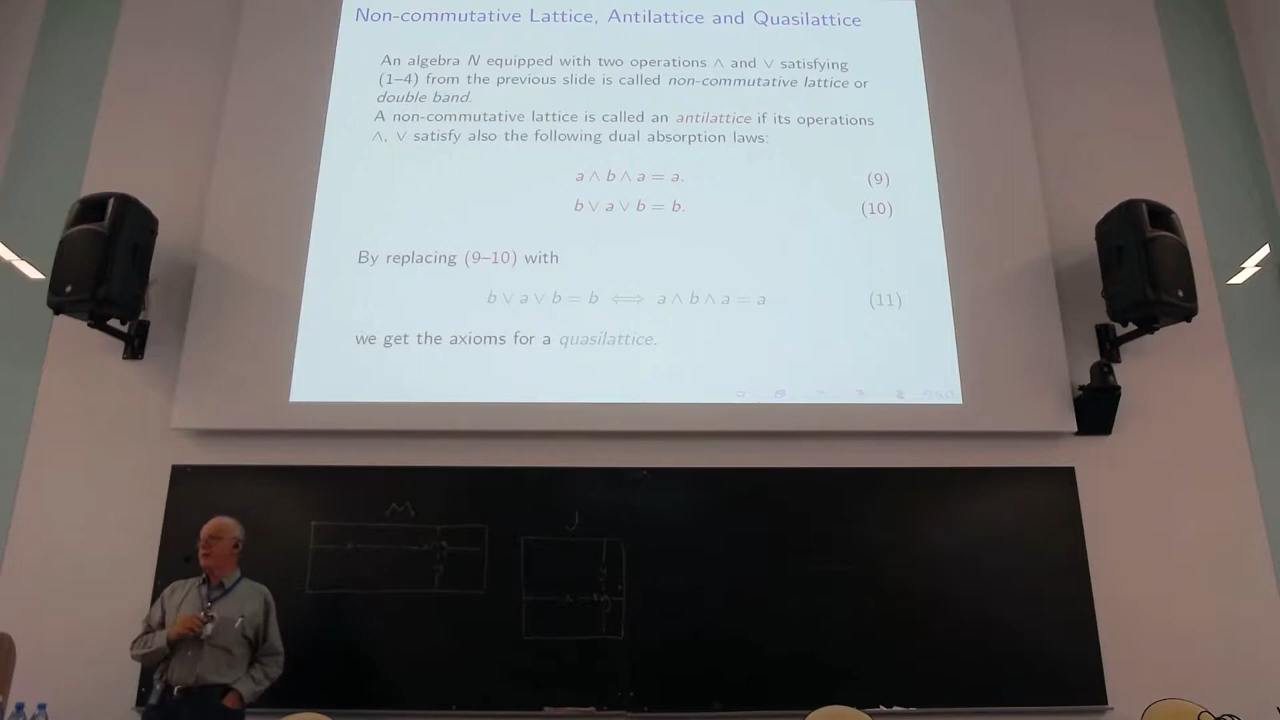 Non-commutative Lattice, Antilattice and Quasilattice
An algebra N equipped with two operations ∧ and ∨ satisfying
(1–4) from the previous slide is called non-commutative lattice or
double band.
A non-commutative lattice is called an antilattice if its operations
∧, ∨ satisfy also the following dual absorption laws:
a ∧ b ∧ a = a. (9)
b ∨ a ∨ b = b. (10)
By replacing (9–10) with
b ∨ a ∨ b = b ⟺ a ∧ b ∧ a = a (11)
we get the axioms for a quasilattice.
M
J